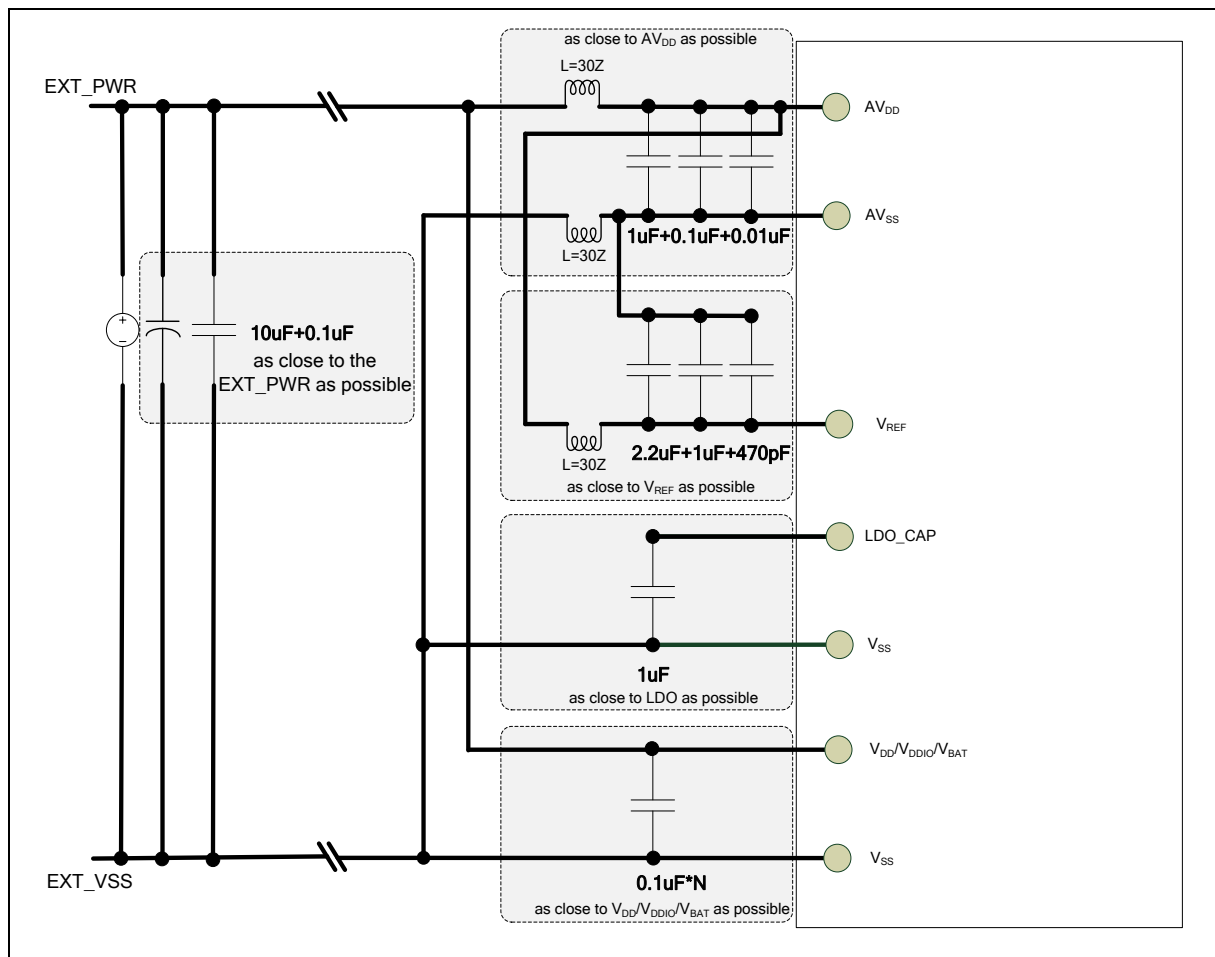 as close to AVDD as possible
L=30Z
EXT_PWR
AVDD
AVSS
1uF+0.1uF+0.01uF
L=30Z
10uF+0.1uF
as close to the
EXT_PWR as possible
VREF
2.2uF+1uF+470pF
L=30Z
as close to VREF as possible
LDO_CAP
VSS
1uF
as close to LDO as possible
VDD/VDDIO/VBAT
VSS
EXT_VSS
0.1uF*N
as close to VDD/VDDIO/VBAT as possible